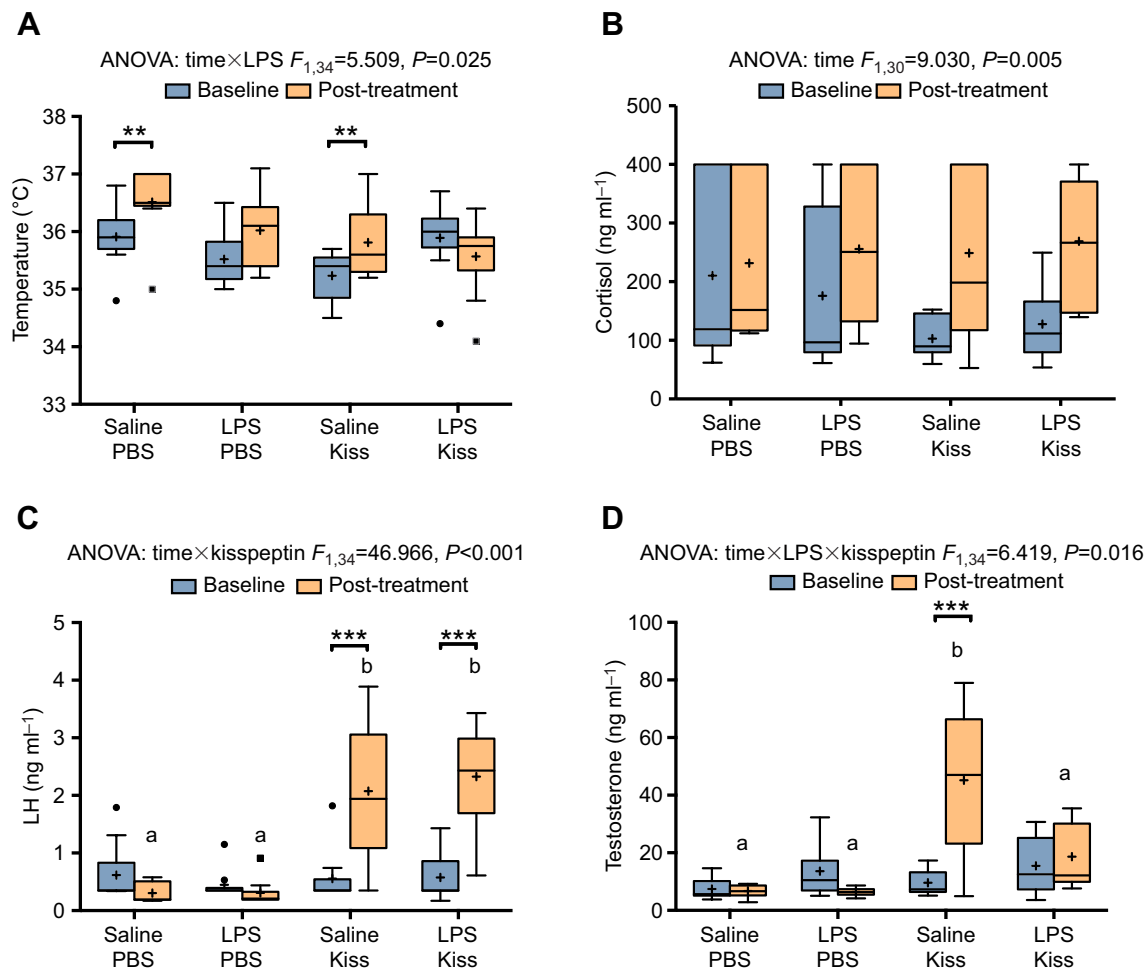 A
ANOVA: time×LPS F1,34=5.509, P=0.025
Baseline Post-treatment
38
37
36
35
34
33
Temperature (°C)
** **
Saline LPS Saline LPS
PBS PBS Kiss Kiss
B
ANOVA: time F1,30=9.030, P=0.005
Baseline Post-treatment
500
400
300
200
100
0
Cortisol (ng ml−1)
Saline LPS Saline LPS
PBS PBS Kiss Kiss
C
ANOVA: time×kisspeptin F1,34=46.966, P<0.001
Baseline Post-treatment
5
4
3
2
1
0
LH (ng ml−1)
*** ***
b b
a a
Saline LPS Saline LPS
PBS PBS Kiss Kiss
D
ANOVA: time×LPS×kisspeptin F1,34=6.419, P=0.016
Baseline Post-treatment
100
80
60
40
20
0
Testosterone (ng ml−1)
***
b
a a a
Saline LPS Saline LPS
PBS PBS Kiss Kiss